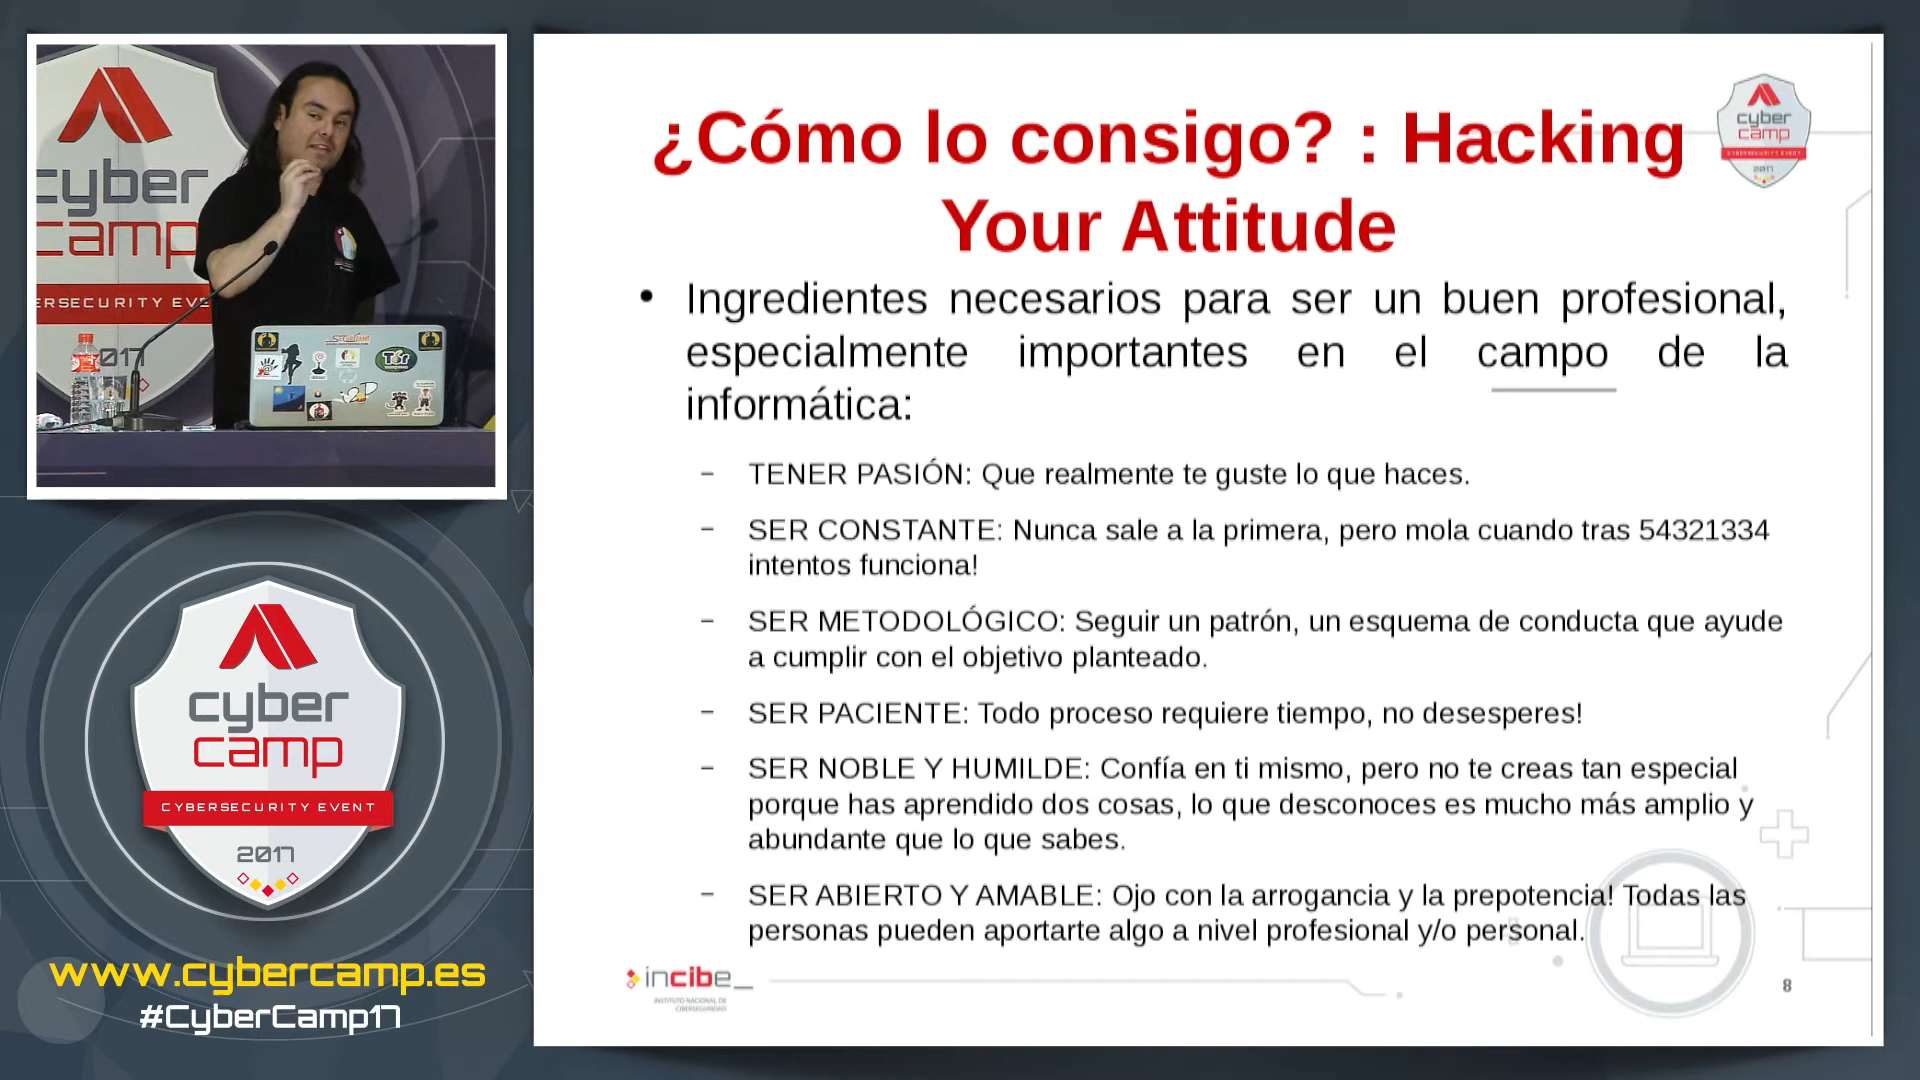 cyber
camp
ERSECURITY EVE
017
Tor
¿Cómo lo consigo? : Hacking
Your Attitude
cyber
camp
CYBERSECURITY EVENT
2017
• Ingredientes necesarios para ser un buen profesional,
especialmente importantes en el campo de la
informática:
– TENER PASIÓN: Que realmente te guste lo que haces.
– SER CONSTANTE: Nunca sale a la primera, pero mola cuando tras 54321334
intentos funciona!
– SER METODOLÓGICO: Seguir un patrón, un esquema de conducta que ayude
a cumplir con el objetivo planteado.
– SER PACIENTE: Todo proceso requiere tiempo, no desesperes!
– SER NOBLE Y HUMILDE: Confía en ti mismo, pero no te creas tan especial
porque has aprendido dos cosas, lo que desconoces es mucho más amplio y
abundante que lo que sabes.
– SER ABIERTO Y AMABLE: Ojo con la arrogancia y la prepotencia! Todas las
personas pueden aportarte algo a nivel profesional y/o personal.
incibe_
INSTITUTO NACIONAL DE
CIBERSEGURIDAD
8
cyber
camp
CYBERSECURITY EVENT
2017
www.cybercamp.es
#CyberCamp17